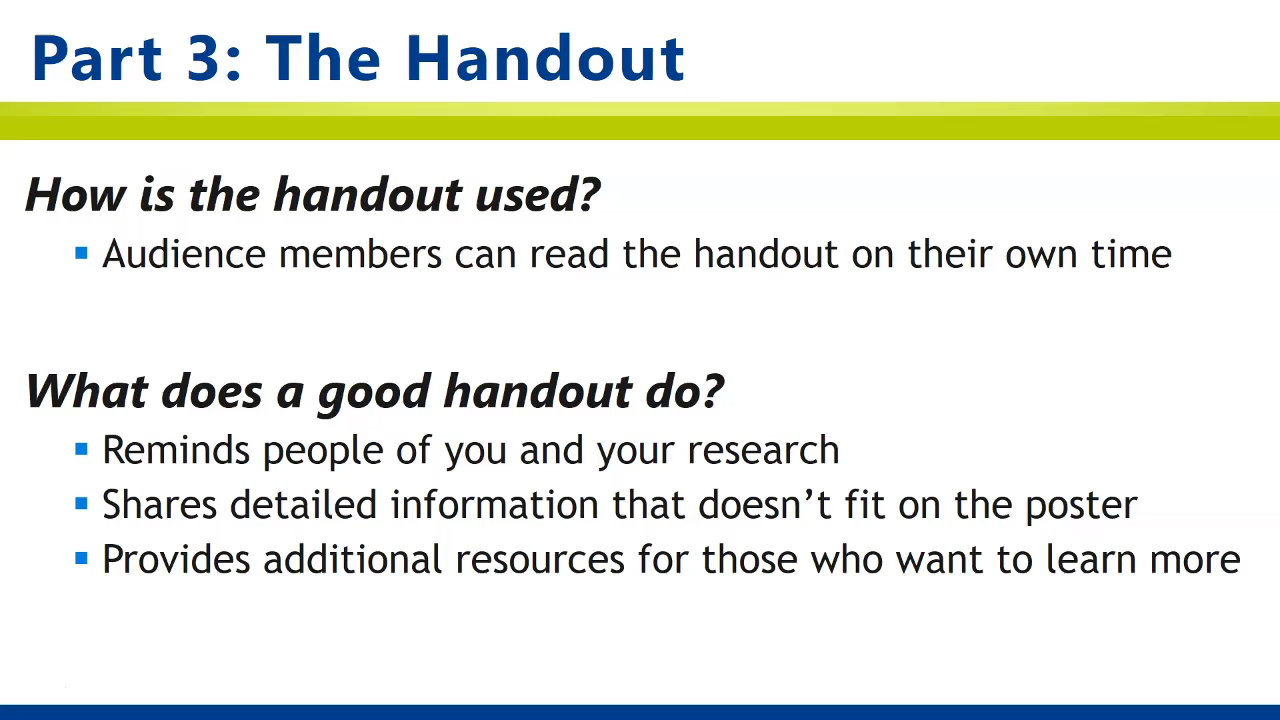 Part 3: The Handout
How is the handout used?
▪ Audience members can read the handout on their own time
What does a good handout do?
▪ Reminds people of you and your research
▪ Shares detailed information that doesn’t fit on the poster
▪ Provides additional resources for those who want to learn more